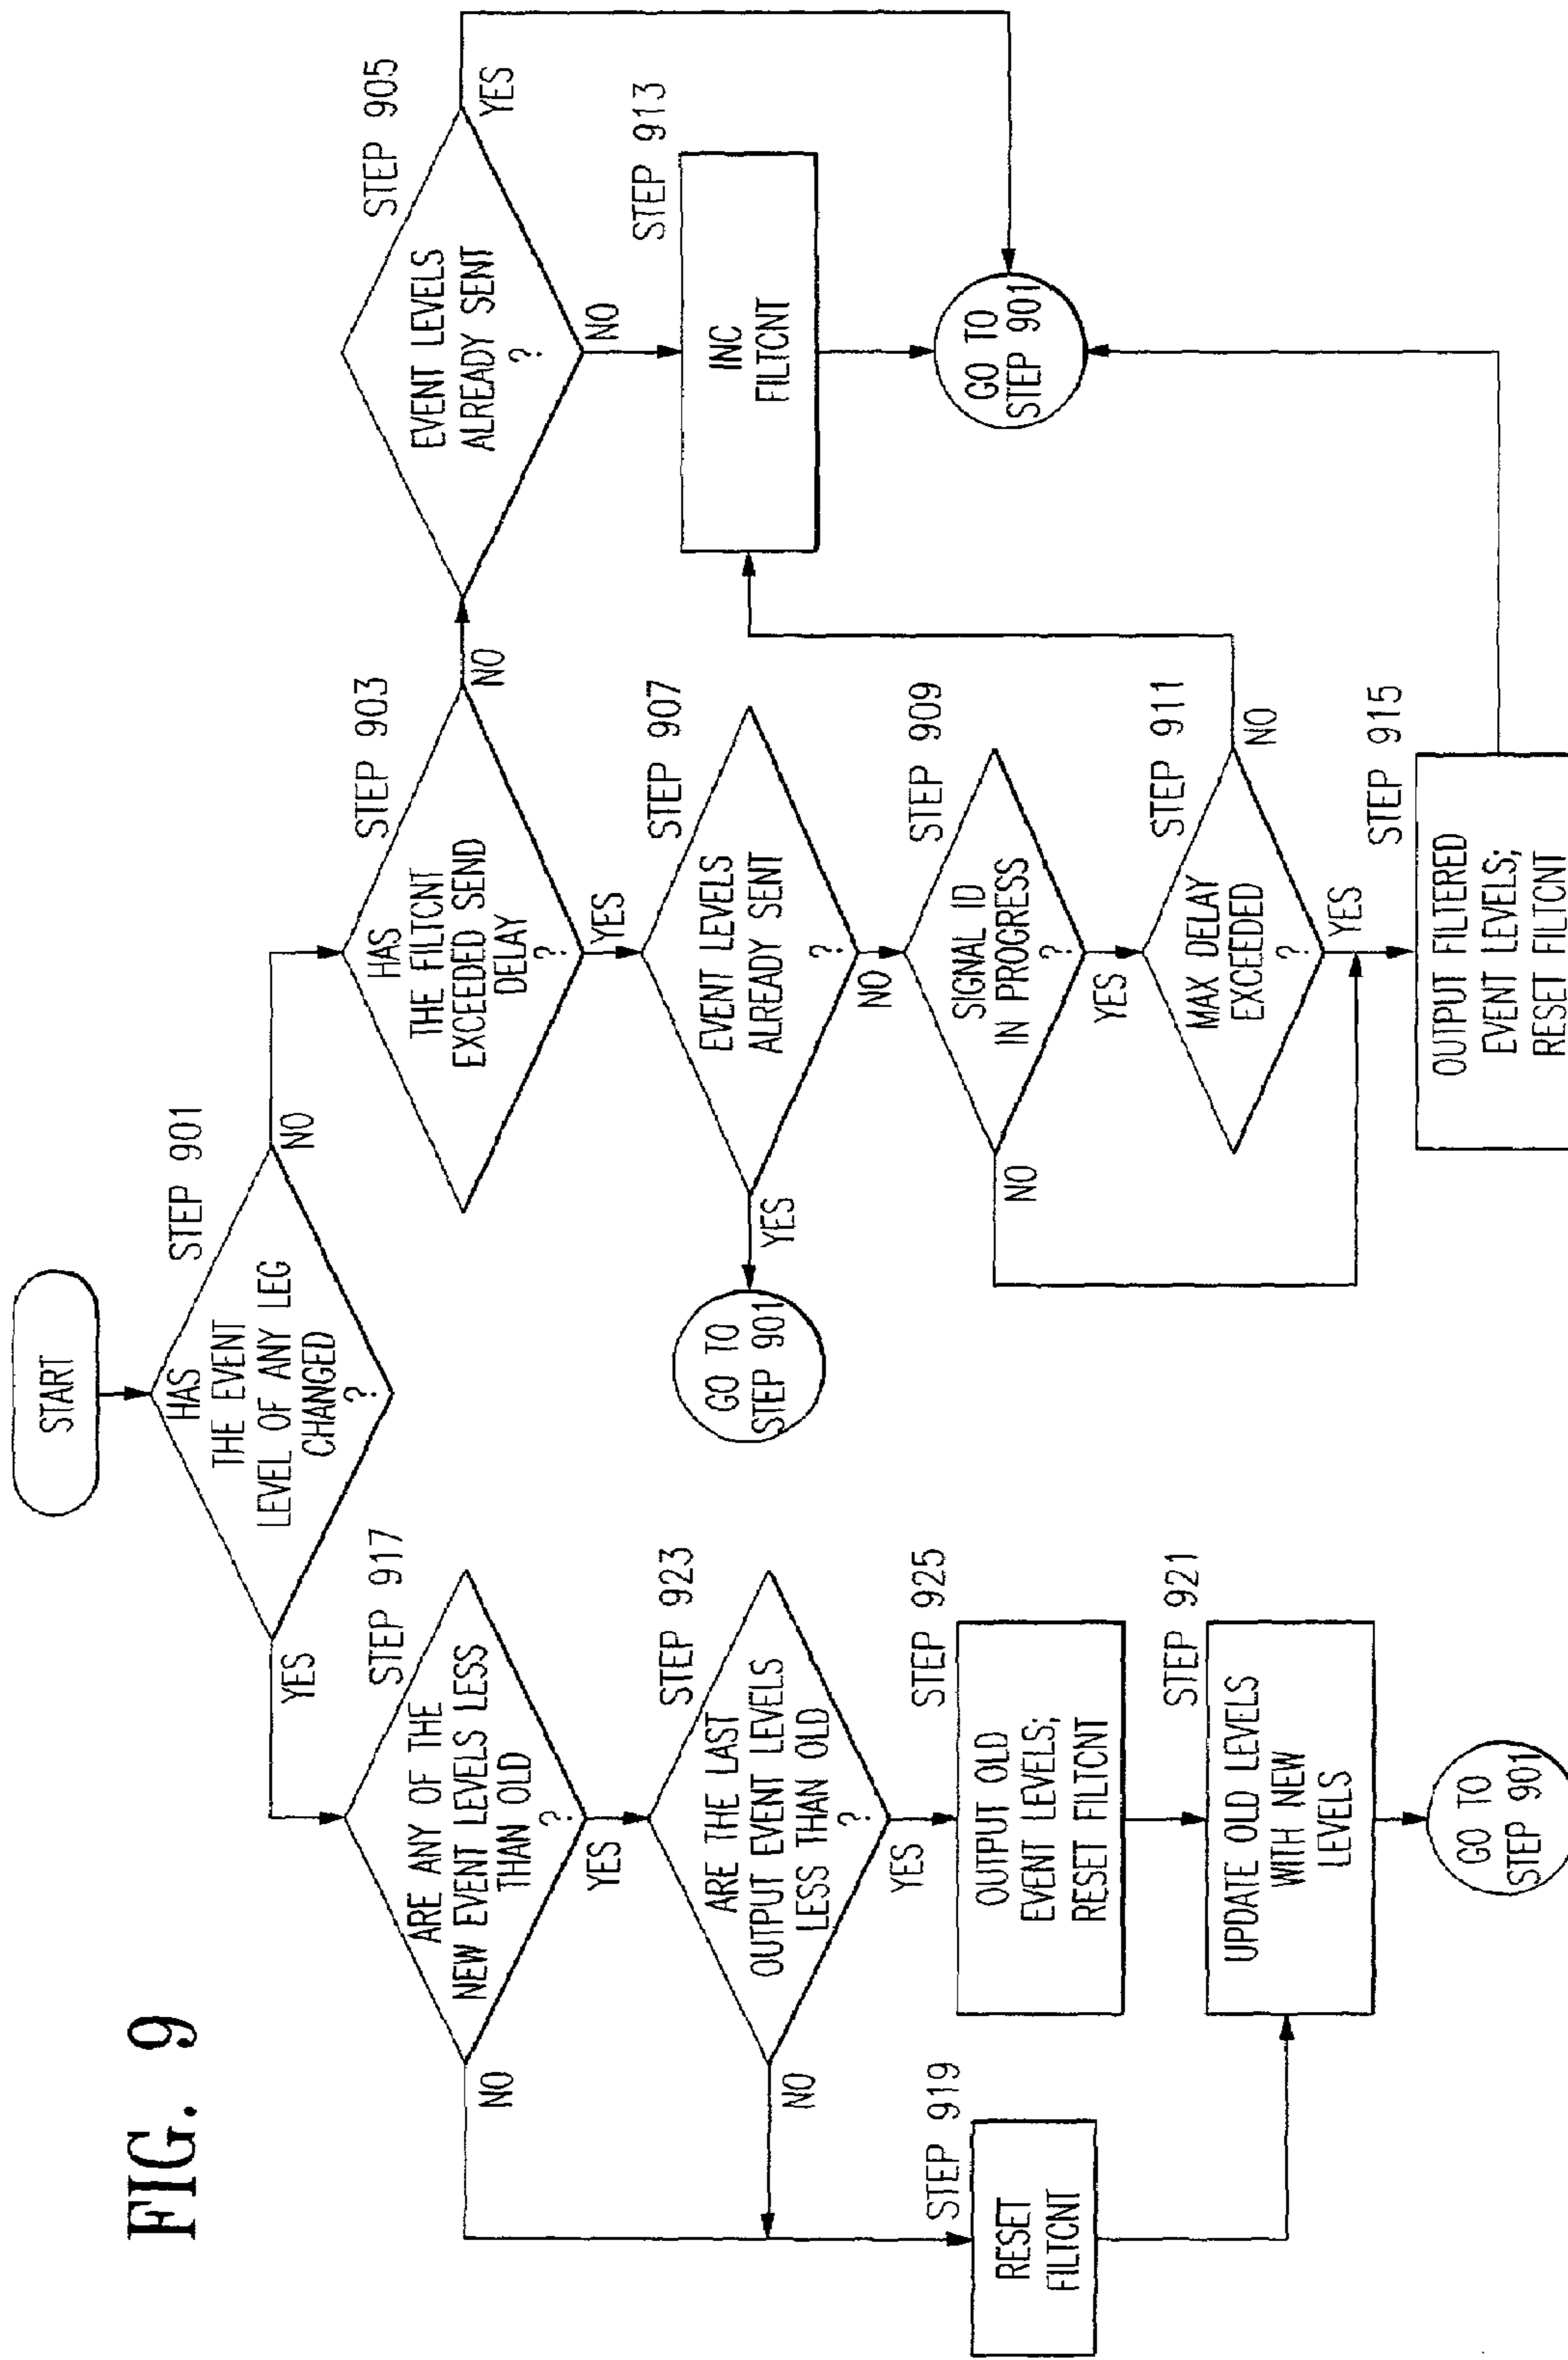 FIG. 9
START
STEP 901
HAS
THE EVENT
LEVEL OF ANY LEG
CHANGED
?
YES
NO
STEP 917
ARE ANY OF THE
NEW EVENT LEVELS LESS
THAN OLD
?
NO
YES
STEP 923
ARE THE LAST
OUTPUT EVENT LEVELS
LESS THAN OLD
?
NO
YES
STEP 919
RESET
FILTCNT
STEP 925
OUTPUT OLD
EVENT LEVELS;
RESET FILTCNT
STEP 921
UPDATE OLD LEVELS
WITH NEW
LEVELS
GO TO
STEP 901
STEP 903
HAS
THE FILTCNT
EXCEEDED SEND
DELAY
?
NO
YES
STEP 905
EVENT LEVELS
ALREADY SENT
?
YES
NO
STEP 907
EVENT LEVELS
ALREADY SENT
?
YES
NO
GO TO
STEP 901
STEP 913
INC
FILTCNT
GO TO
STEP 901
STEP 909
SIGNAL ID
IN PROGRESS
?
NO
YES
STEP 911
MAX DELAY
EXCEEDED
?
NO
YES
STEP 915
OUTPUT FILTERED
EVENT LEVELS;
RESET FILTCNT